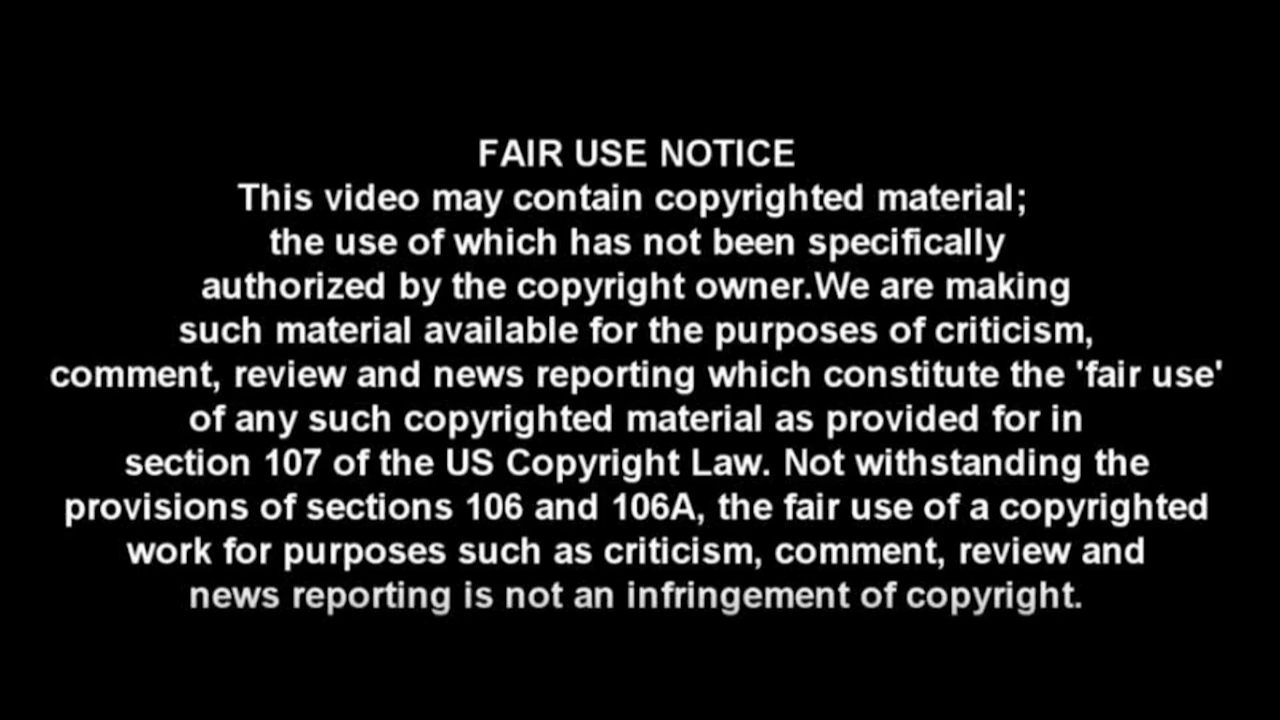 FAIR USE NOTICE
This video may contain copyrighted material;
the use of which has not been specifically
authorized by the copyright owner.We are making
such material available for the purposes of criticism,
comment, review and news reporting which constitute the 'fair use'
of any such copyrighted material as provided for in
section 107 of the US Copyright Law. Not withstanding the
provisions of sections 106 and 106A, the fair use of a copyrighted
work for purposes such as criticism, comment, review and
news reporting is not an infringement of copyright.